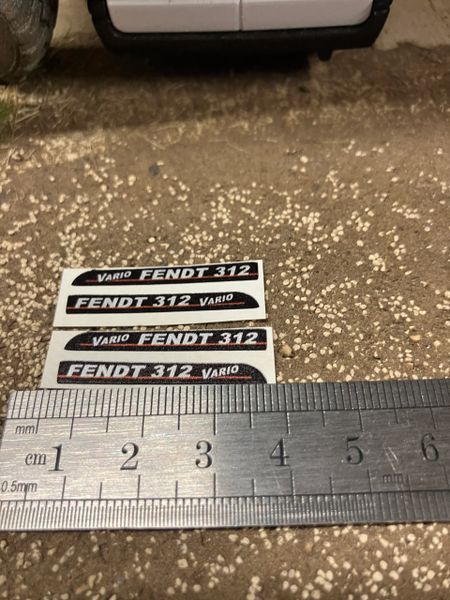 VARIO FENDT 312
FENDT 312 VARIO
VARIO FENDT 312
FENDT 312 VARIO
mm
cm 1 2 3 4 5 6
mm
0.5mm